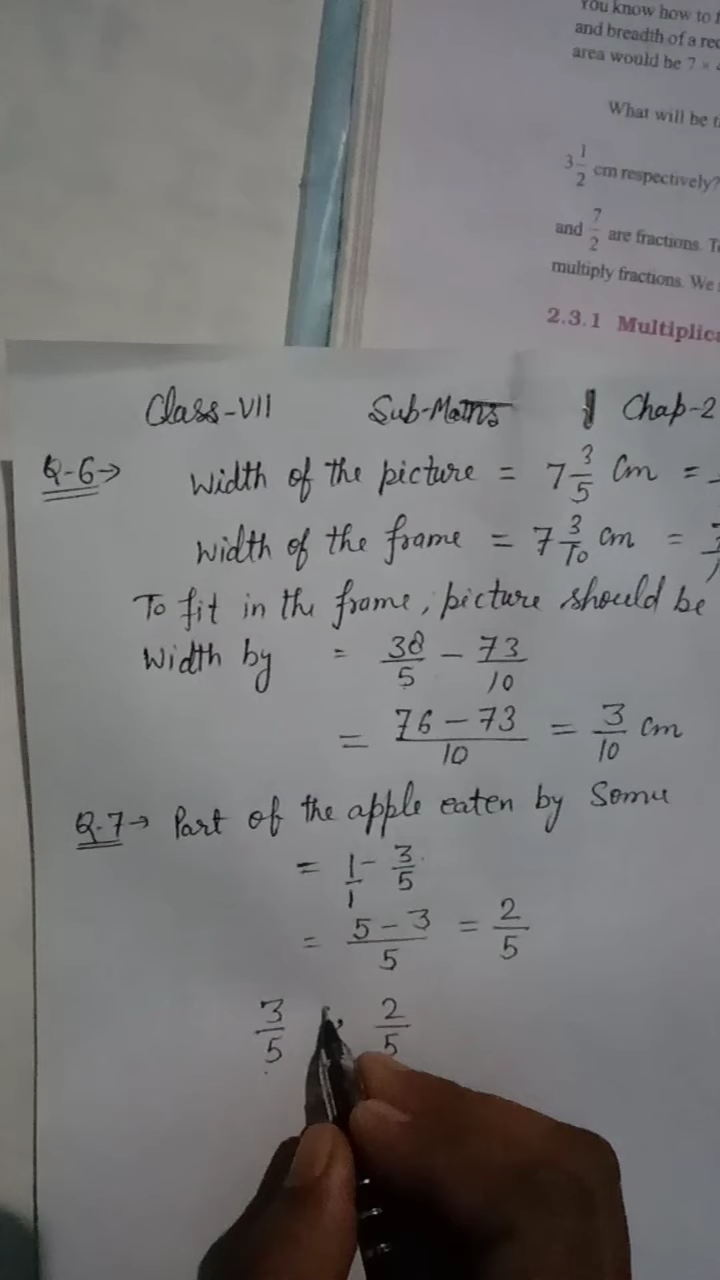 You know how to f
and breadth of a rec
area would be 7 ×
What will be t
3 1/2 cm respectively?
and 7/2 are fractions. T
multiply fractions. We
2.3.1 Multiplica
Class-VII Sub-Maths Chap-2
Q-6→ Width of the picture = 7 3/5 cm =
Width of the frame = 7 3/10 cm =
To fit in the frame, picture should be
Width by = 38/5 - 73/10
= 76-73/10 = 3/10 cm
Q.7→ Part of the apple eaten by Somu
= 1/1 - 3/5
= 5-3/5 = 2/5
3/5 2/5